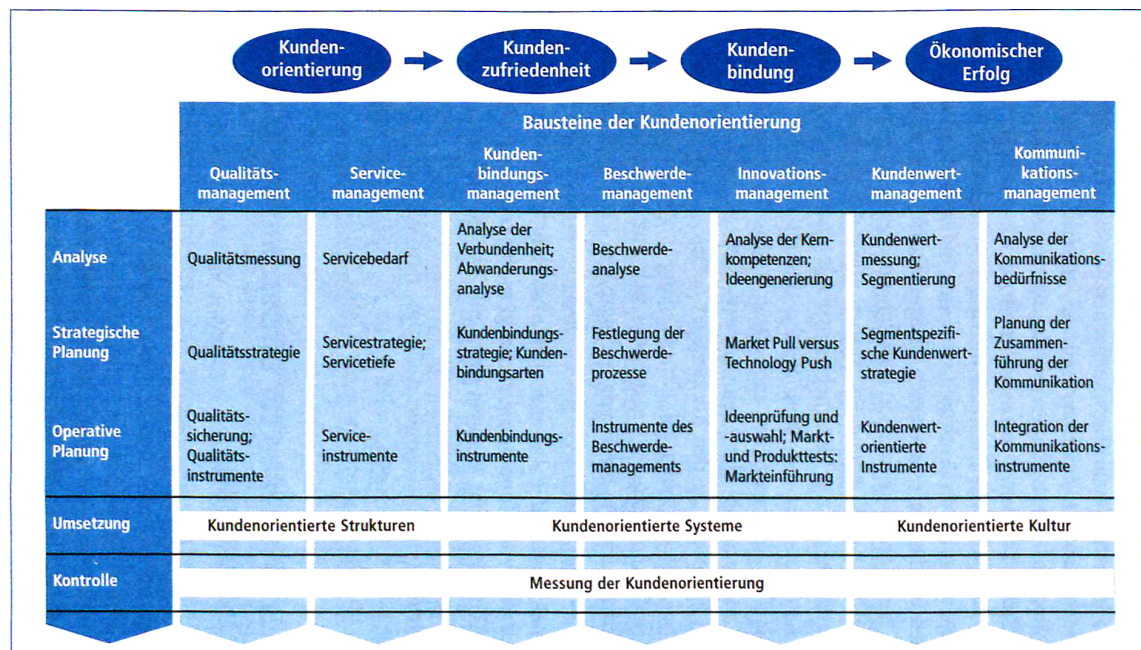 Kunden-
orientierung
Kunden-
zufriedenheit
Kunden-
bindung
Ökonomischer
Erfolg
Bausteine der Kundenorientierung
Qualitäts-
management
Service-
management
Kunden-
bindungs-
management
Beschwerde-
management
Innovations-
management
Kundenwert-
management
Kommuni-
kations-
management
Analyse
Qualitätsmessung
Servicebedarf
Analyse der
Verbundenheit;
Abwanderungs-
analyse
Beschwerde-
analyse
Analyse der Kern-
kompetenzen;
Ideengenerierung
Kundenwert-
messung;
Segmentierung
Analyse der
Kommunikations-
bedürfnisse
Strategische
Planung
Qualitätsstrategie
Servicestrategie;
Servicetiefe
Kundenbindungs-
strategie; Kunden-
bindungsarten
Festlegung der
Beschwerde-
prozesse
Market Pull versus
Technology Push
Segmentspezifi-
sche Kundenwert-
strategie
Planung der
Zusammen-
führung der
Kommunikation
Operative
Planung
Qualitäts-
sicherung;
Qualitäts-
instrumente
Service-
instrumente
Kundenbindungs-
instrumente
Instrumente des
Beschwerde-
managements
Ideenprüfung und
-auswahl; Markt-
und Produkttests:
Markteinführung
Kundenwert-
orientierte
Instrumente
Integration der
Kommunikations-
instrumente
Umsetzung
Kundenorientierte Strukturen
Kundenorientierte Systeme
Kundenorientierte Kultur
Kontrolle
Messung der Kundenorientierung